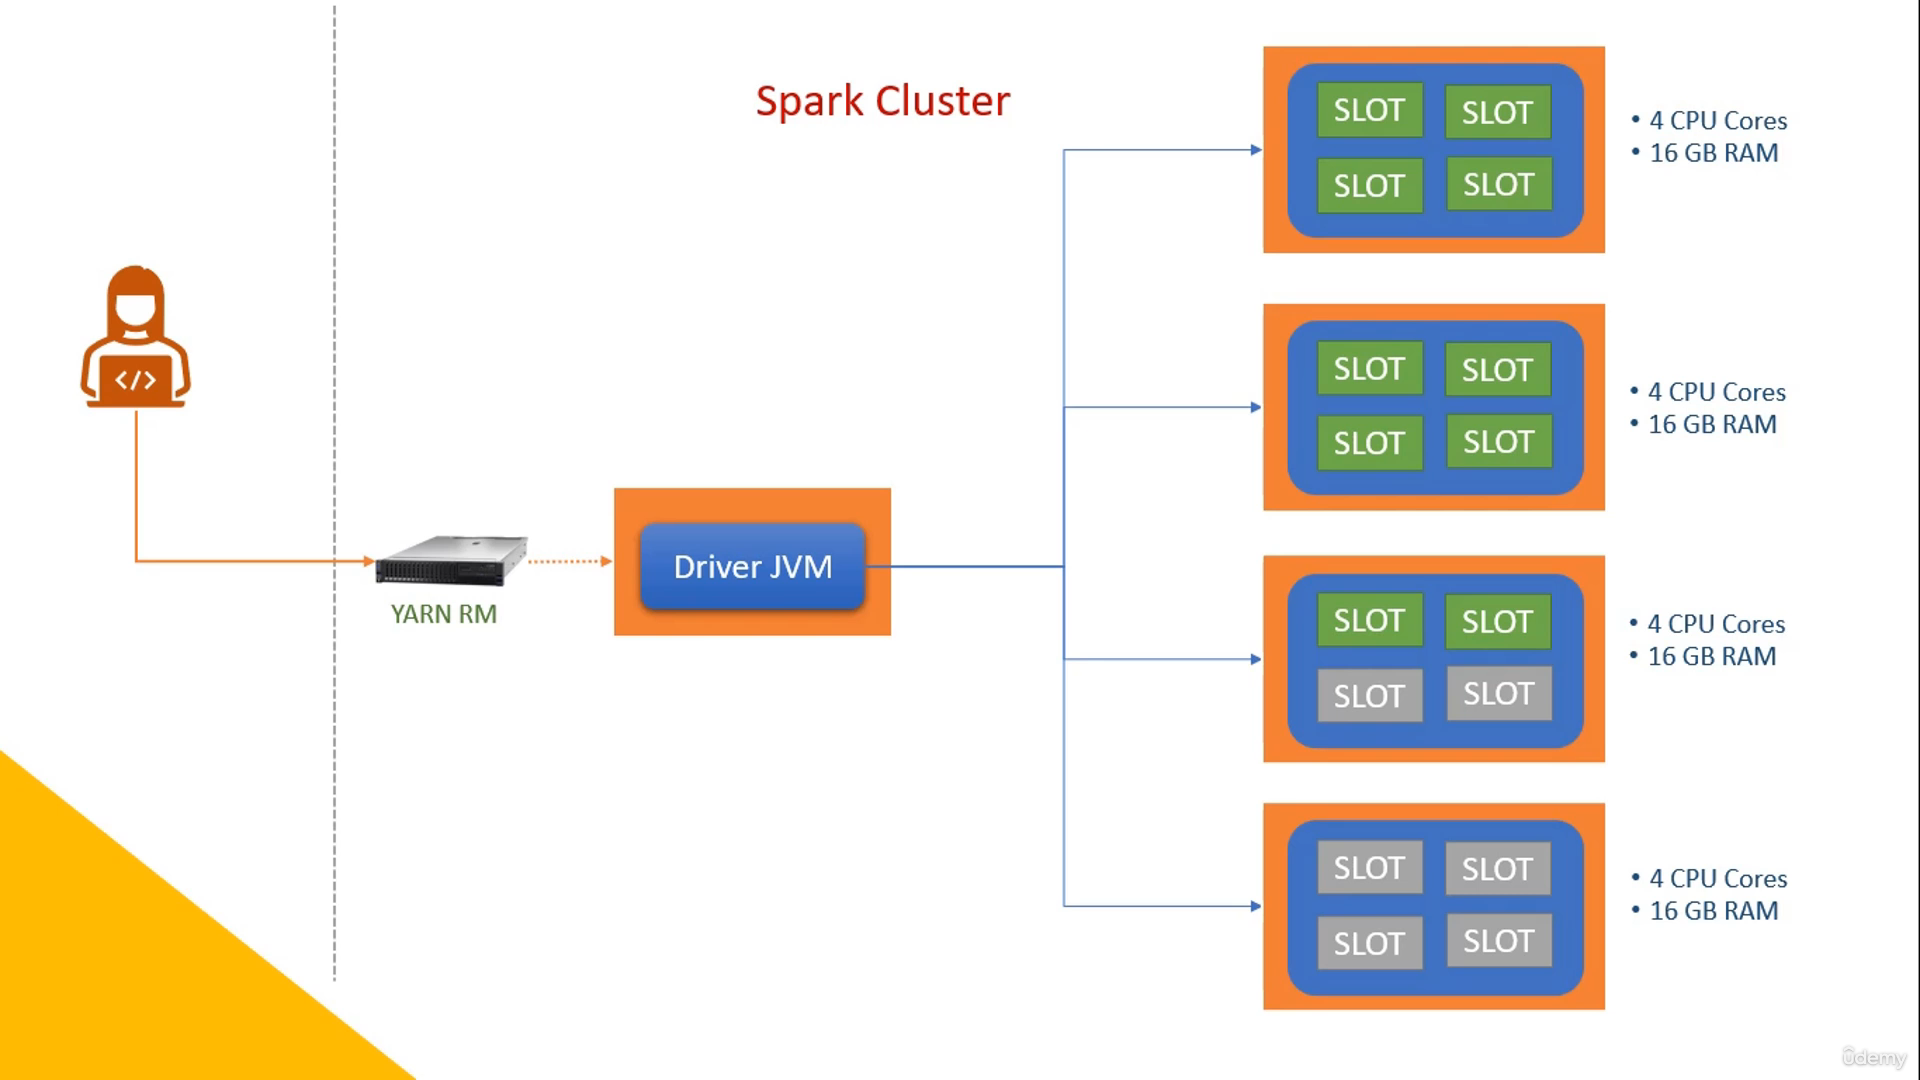 Spark Cluster
</>
YARN RM
Driver JVM
SLOT SLOT
SLOT SLOT
• 4 CPU Cores
• 16 GB RAM
SLOT SLOT
SLOT SLOT
• 4 CPU Cores
• 16 GB RAM
SLOT SLOT
SLOT SLOT
• 4 CPU Cores
• 16 GB RAM
SLOT SLOT
SLOT SLOT
• 4 CPU Cores
• 16 GB RAM
ûdemy